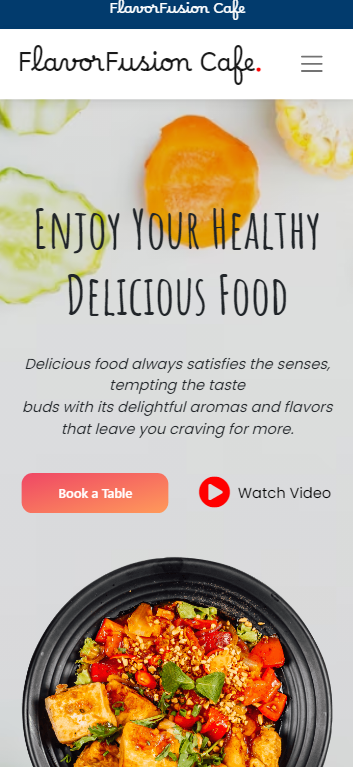 FlavorFusion Cafe
FlavorFusion Cafe.
Enjoy Your Healthy
Delicious Food
Delicious food always satisfies the senses,
tempting the taste
buds with its delightful aromas and flavors
that leave you craving for more.
Book a Table
Watch Video